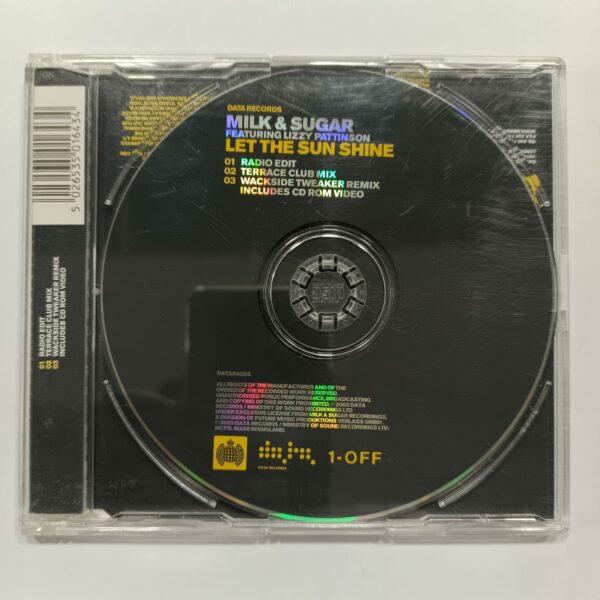 DATA RECORDS
MILK & SUGAR
FEATURING LIZZY PATTINSON
LET THE SUN SHINE
01 RADIO EDIT
02 TERRACE CLUB MIX
03 WACKSIDE TWEAKER REMIX
INCLUDES CD ROM VIDEO
DATA64CDS
ALL RIGHTS OF THE MANUFACTURER AND OF THE
OWNER OF THE RECORDED WORK RESERVED.
UNAUTHORISED PUBLIC PERFORMANCE, BROADCASTING
AND COPYING OF THIS WORK PROHIBITED. ℗ 2003 DATA
RECORDS / MINISTRY OF SOUND RECORDINGS LTD
UNDER EXCLUSIVE LICENSE FROM MILK & SUGAR RECORDINGS,
A DIVISION OF FUTURE MUSIC PRODUKTIONS VERLAGS GMBH.
© 2003 DATA RECORDS / MINISTRY OF SOUND RECORDINGS LTD.
MCPS. MADE IN ENGLAND.
DATA RECORDS
1-OFF
5 026535 016434
01 RADIO EDIT
02 TERRACE CLUB MIX
03 WACKSIDE TWEAKER REMIX
INCLUDES CD ROM VIDEO